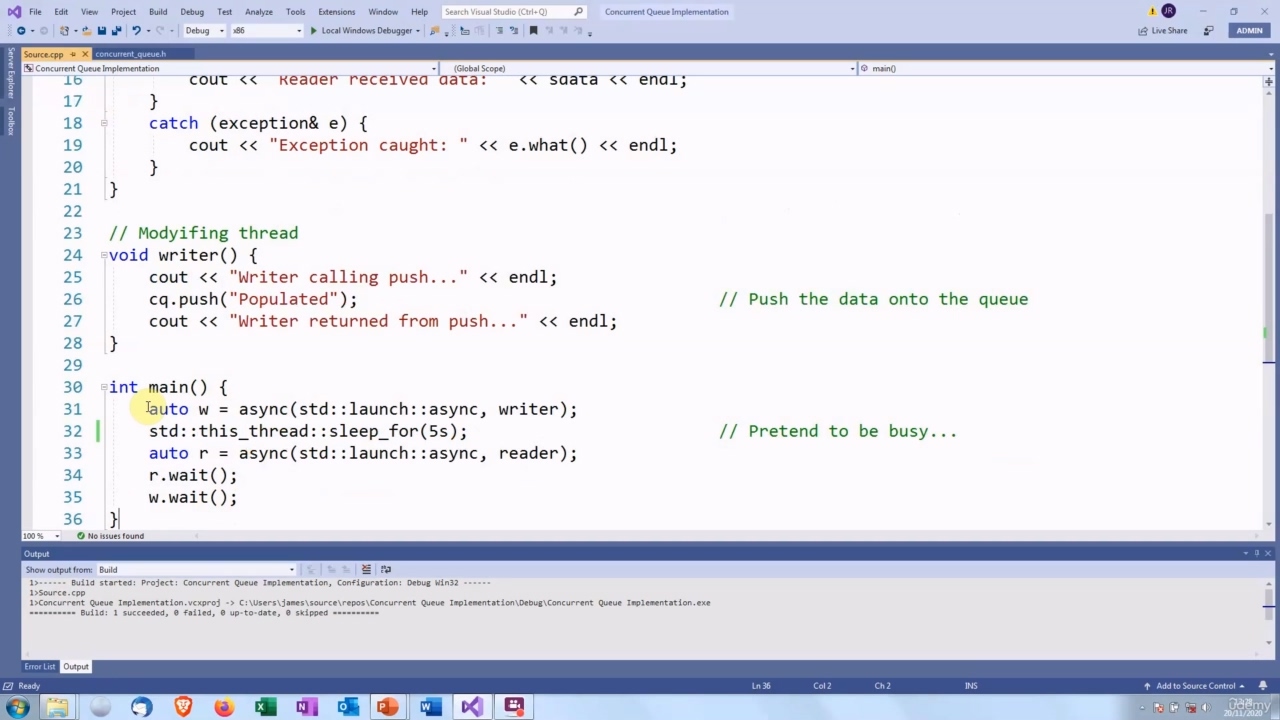 File Edit View Project Build Debug Test Analyze Tools Extensions Window Help Search Visual Studio (Ctrl+Q) Concurrent Queue Implementation JR
Debug x86 Local Windows Debugger Live Share ADMIN
Server Explorer
Toolbox
Source.cpp concurrent_queue.h
Concurrent Queue Implementation (Global Scope) main()
16 cout << "Reader received data: " << sdata << endl;
17 }
18 catch (exception& e) {
19 cout << "Exception caught: " << e.what() << endl;
20 }
21 }
22
23 // Modyifing thread
24 void writer() {
25 cout << "Writer calling push..." << endl;
26 cq.push("Populated"); // Push the data onto the queue
27 cout << "Writer returned from push..." << endl;
28 }
29
30 int main() {
31 auto w = async(std::launch::async, writer);
32 std::this_thread::sleep_for(5s); // Pretend to be busy...
33 auto r = async(std::launch::async, reader);
34 r.wait();
35 w.wait();
36 }
100 % No issues found
Output
Show output from: Build
1>------ Build started: Project: Concurrent Queue Implementation, Configuration: Debug Win32 ------
1>Source.cpp
1>Concurrent Queue Implementation.vcxproj -> C:\Users\james\source\repos\Concurrent Queue Implementation\Debug\Concurrent Queue Implementation.exe
========== Build: 1 succeeded, 0 failed, 0 up-to-date, 0 skipped ==========
Error List Output
Ready Ln 36 Col 2 Ch 2 INS Add to Source Control
Udemy
20/11/2020